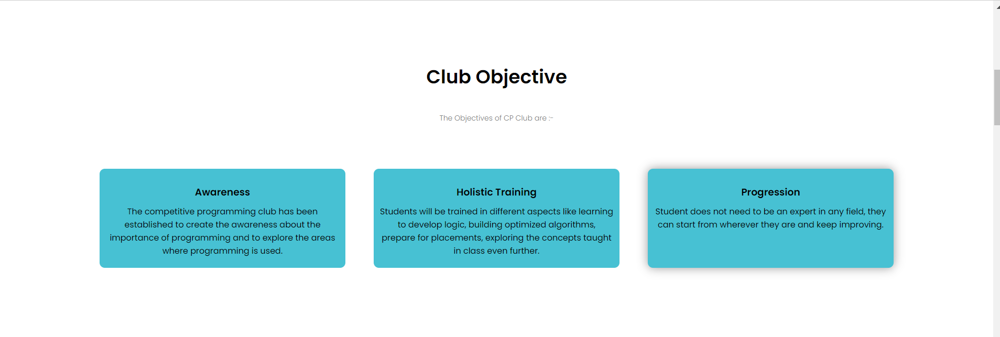 Club Objective
The Objectives of CP Club are :-
Awareness
The competitive programming club has been
established to create the awareness about the
importance of programming and to explore the areas
where programming is used.
Holistic Training
Students will be trained in different aspects like learning
to develop logic, building optimized algorithms,
prepare for placements, exploring the concepts taught
in class even further.
Progression
Student does not need to be an expert in any field, they
can start from wherever they are and keep improving.